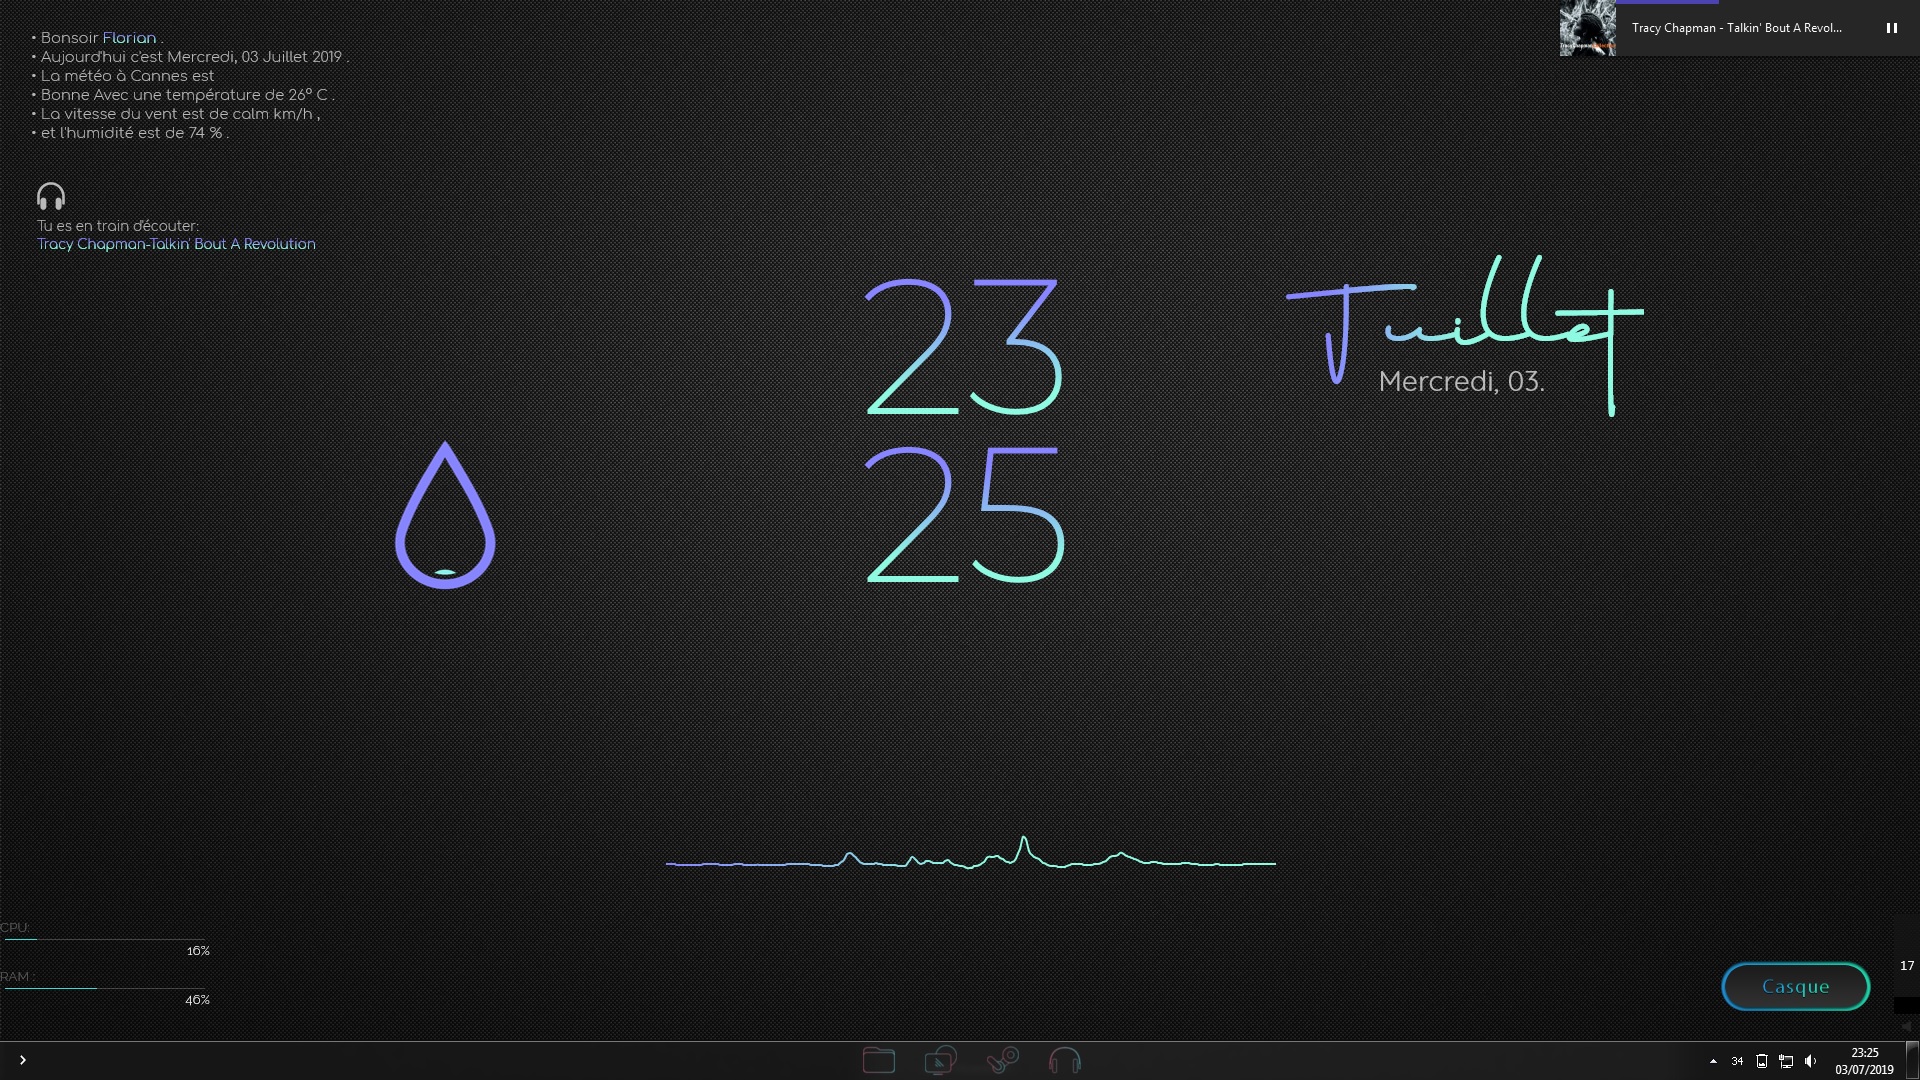 • Bonsoir Florian .
• Aujourd'hui c'est Mercredi, 03 Juillet 2019 .
• La météo à Cannes est
• Bonne Avec une température de 26° C .
• La vitesse du vent est de calm km/h ,
• et l'humidité est de 74 % .
Tu es en train d'écouter:
Tracy Chapman-Talkin' Bout A Revolution
Tracy Chapman - Talkin' Bout A Revol...
23
25
Juillet
Mercredi, 03.
CPU:
16%
RAM :
46%
Casque
17
34
23:25
03/07/2019